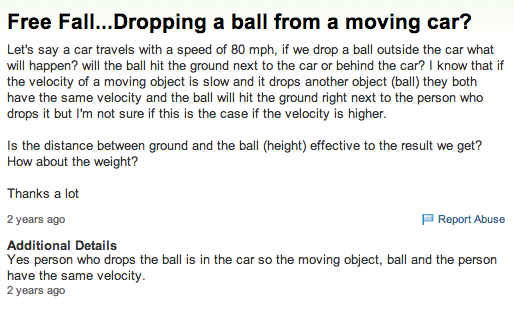 Free Fall...Dropping a ball from a moving car?
Let's say a car travels with a speed of 80 mph, if we drop a ball outside the car what
will happen? will the ball hit the ground next to the car or behind the car? I know that if
the velocity of a moving object is slow and it drops another object (ball) they both
have the same velocity and the ball will hit the ground right next to the person who
drops it but I'm not sure if this is the case if the velocity is higher.
Is the distance between ground and the ball (height) effective to the result we get?
How about the weight?
Thanks a lot
2 years ago Report Abuse
Additional Details
Yes person who drops the ball is in the car so the moving object, ball and the person
have the same velocity.
2 years ago